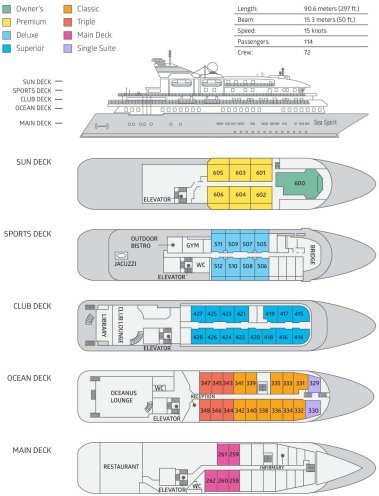 Owner's
Premium
Deluxe
Superior
Classic
Triple
Main Deck
Single Suite
Length: 90.6 meters (297 ft.)
Beam: 15.3 meters (50 ft.)
Speed: 15 knots
Passengers: 114
Crew: 72
SUN DECK
SPORTS DECK
CLUB DECK
OCEAN DECK
MAIN DECK
Sea Spirit
SUN DECK
605 603 601
600
606 604 602
ELEVATOR
SPORTS DECK
OUTDOOR BISTRO
GYM
511 509 507 505
JACUZZI
WC
512 510 508 506
BRIDGE
ELEVATOR
CLUB DECK
LIBRARY
CLUB LOUNGE
427 425 423 421 419 417 415
428 426 424 422 420 418 416 414
ELEVATOR
OCEAN DECK
OCEANUS LOUNGE
WC
347 345 343 341 339 335 333 331 329
RECEPTION
348 346 344 342 340 338 336 334 332 330
ELEVATOR
MAIN DECK
RESTAURANT
261 259
INFIRMARY
262 260 258
ELEVATOR